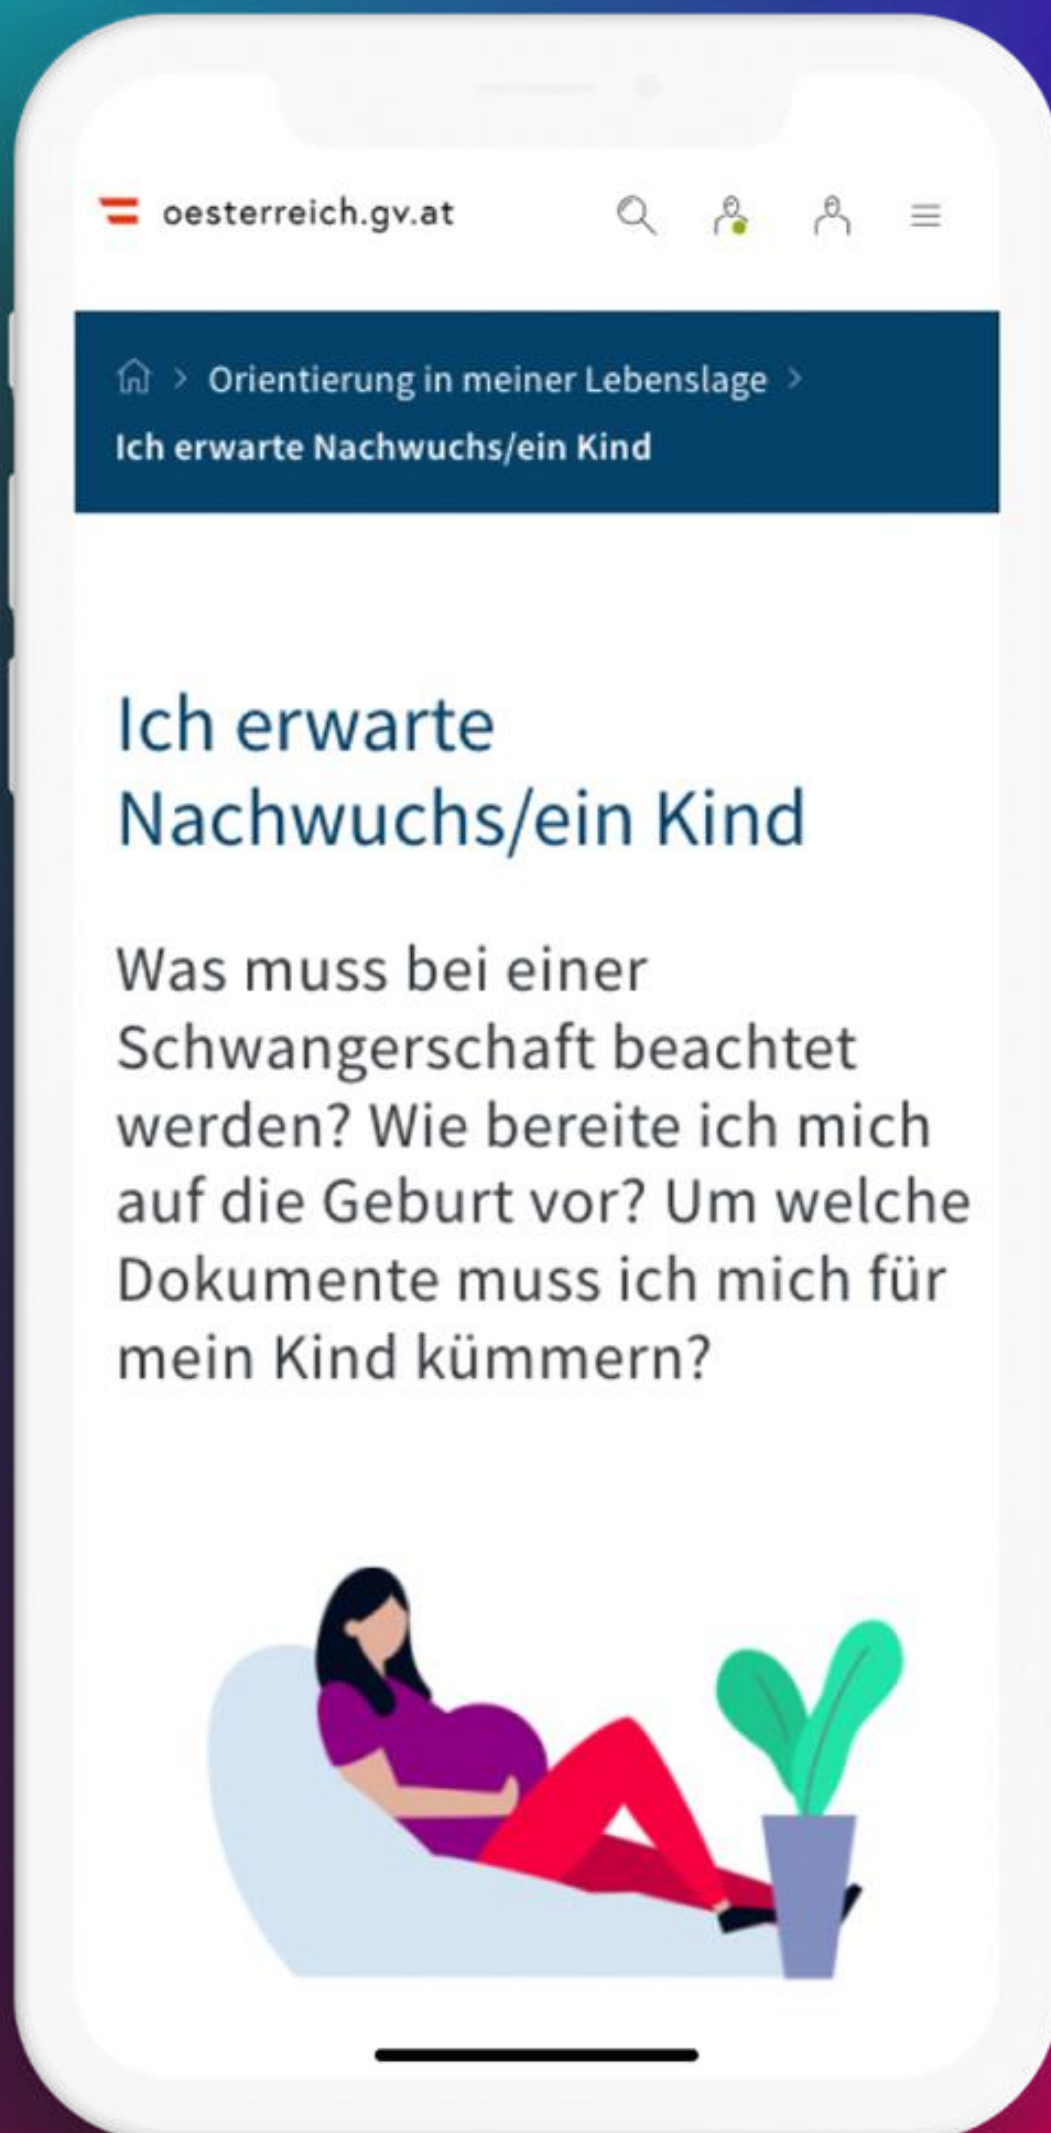 oesterreich.gv.at
> Orientierung in meiner Lebenslage >
Ich erwarte Nachwuchs/ein Kind
Ich erwarte
Nachwuchs/ein Kind
Was muss bei einer
Schwangerschaft beachtet
werden? Wie bereite ich mich
auf die Geburt vor? Um welche
Dokumente muss ich mich für
mein Kind kümmern?